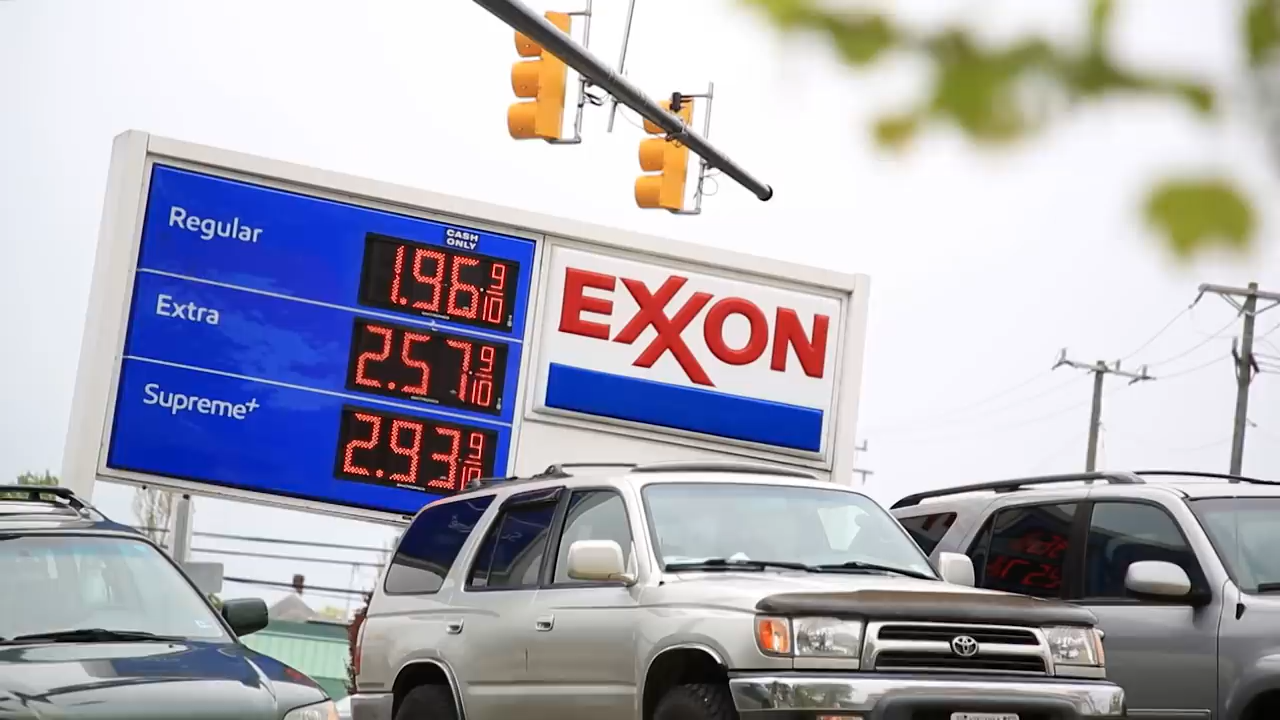 Regular
CASH
ONLY
1.96 9/10
Extra
2.57 9/10
Supreme+
2.93 9/10
EXXON